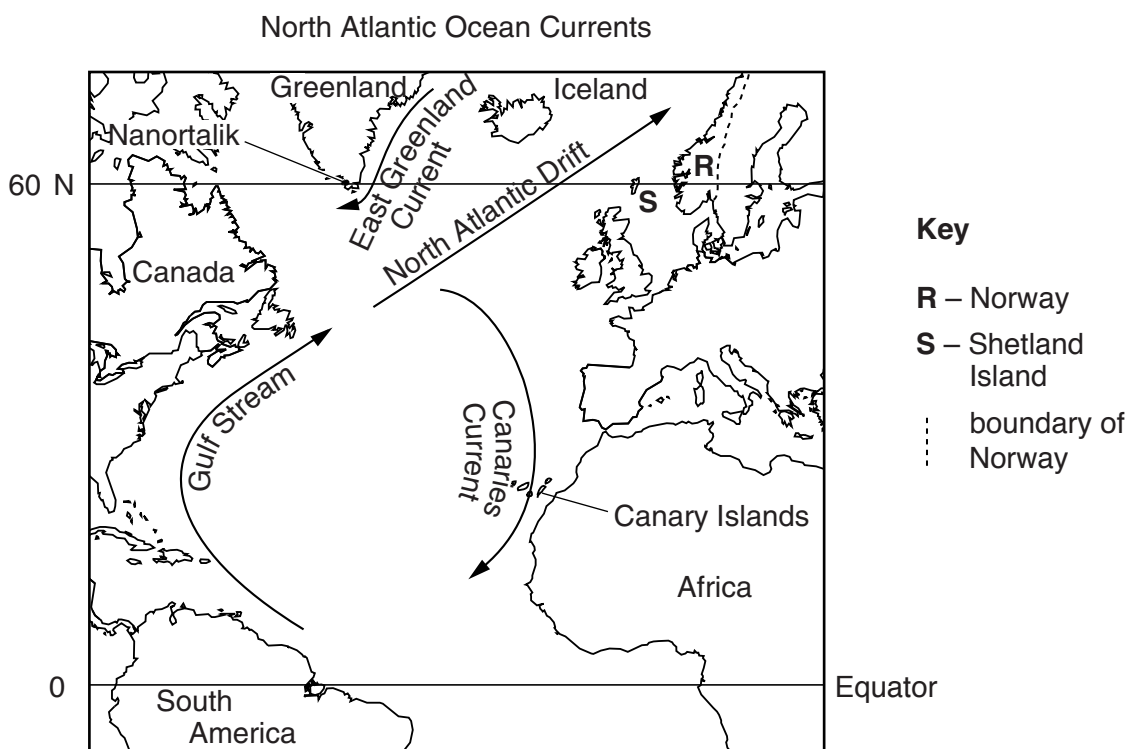 North Atlantic Ocean Currents
Greenland
Iceland
Nanortalik
East Greenland
Current
R
60 N
S
North Atlantic Drift
Canada
Gulf Stream
Canaries
Current
Canary Islands
Africa
0
Equator
South
America
Key
R – Norway
S – Shetland
Island
boundary of
Norway